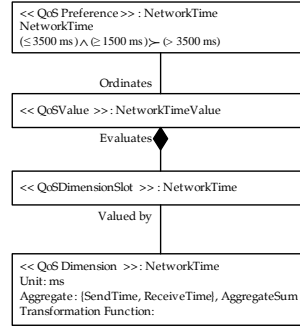 << QoS Preference>> : NetworkTime
NetworkTime
(≤ 3500 ms) ∧ (≥ 1500 ms) ≻ (> 3500 ms)
Ordinates
<< QoSValue >> : NetworkTimeValue
Evaluates
<< QoSDimensionSlot >> : NetworkTime
Valued by
<< QoS Dimension >>: NetworkTime
Unit: ms
Aggregate : {SendTime, ReceiveTime}, AggregateSum
Transformation Function: